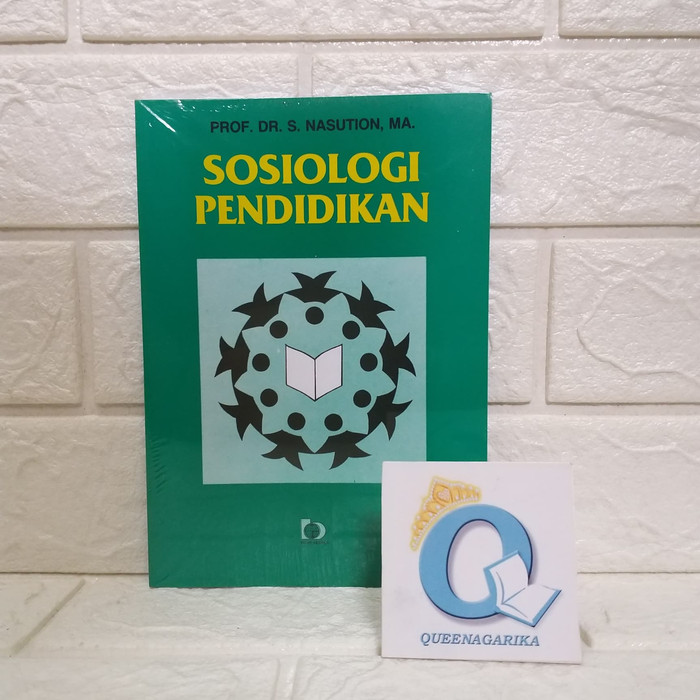 PROF. DR. S. NASUTION, MA.
SOSIOLOGI
PENDIDIKAN
QUEENAGARIKA